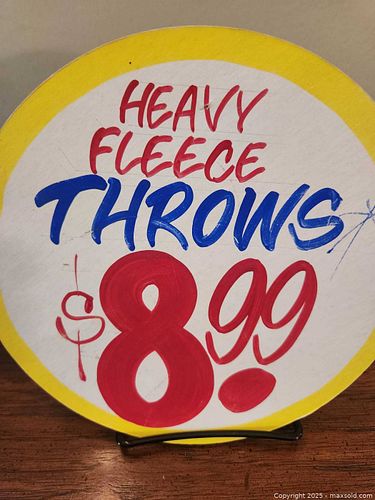 HEAVY
FLEECE
THROWS
$8.99
Copyright 2025 - maxsold.com